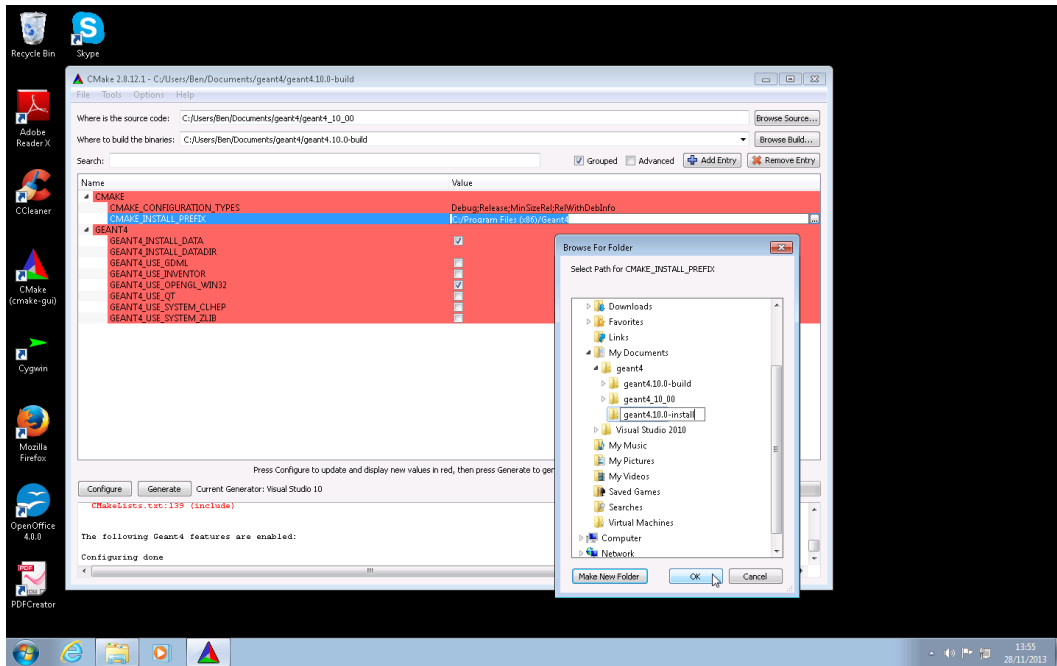 Recycle Bin
Skype
Adobe
Reader X
CCleaner
CMake
(cmake-gui)
Cygwin
Mozilla
Firefox
OpenOffice
4.0.0
PDF
PDFCreator
CMake 2.8.12.1 - C:/Users/Ben/Documents/geant4/geant4.10.0-build
File Tools Options Help
Where is the source code: C:/Users/Ben/Documents/geant4/geant4_10_00 Browse Source...
Where to build the binaries: C:/Users/Ben/Documents/geant4/geant4.10.0-build Browse Build...
Search: Grouped Advanced Add Entry Remove Entry
Name Value
CMAKE
CMAKE_CONFIGURATION_TYPES Debug;Release;MinSizeRel;RelWithDebInfo
CMAKE_INSTALL_PREFIX C:/Program Files (x86)/Geant4 ...
GEANT4
GEANT4_INSTALL_DATA
GEANT4_INSTALL_DATADIR
GEANT4_USE_GDML
GEANT4_USE_INVENTOR
GEANT4_USE_OPENGL_WIN32
GEANT4_USE_QT
GEANT4_USE_SYSTEM_CLHEP
GEANT4_USE_SYSTEM_ZLIB
Press Configure to update and display new values in red, then press Generate to gen
Configure Generate Current Generator: Visual Studio 10
CMakeLists.txt:139 (include)
The following Geant4 features are enabled:
Configuring done
Browse For Folder
Select Path for CMAKE_INSTALL_PREFIX
Downloads
Favorites
Links
My Documents
geant4
geant4.10.0-build
geant4_10_00
geant4.10.0-install
Visual Studio 2010
My Music
My Pictures
My Videos
Saved Games
Searches
Virtual Machines
Computer
Network
Make New Folder OK Cancel
13:55
28/11/2013